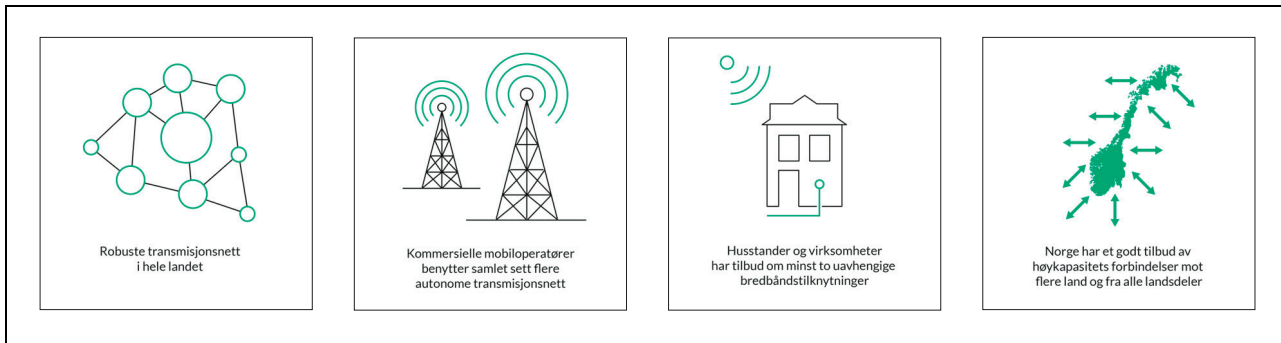 Robuste transmisjonsnett
i hele landet
Kommersielle mobiloperatører
benytter samlet sett flere
autonome transmisjonsnett
Husstander og virksomheter
har tilbud om minst to uavhengige
bredbåndstilknytninger
Norge har et godt tilbud av
høykapasitets forbindelser mot
flere land og fra alle landsdeler